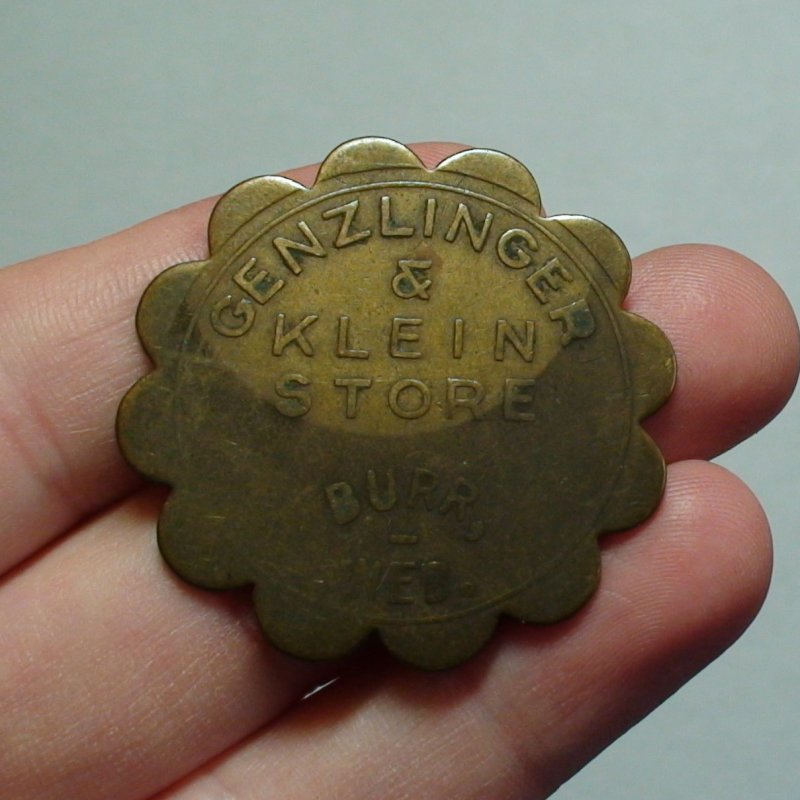 GENZLINGER
&
KLEIN
STORE
BURR,
NEB.